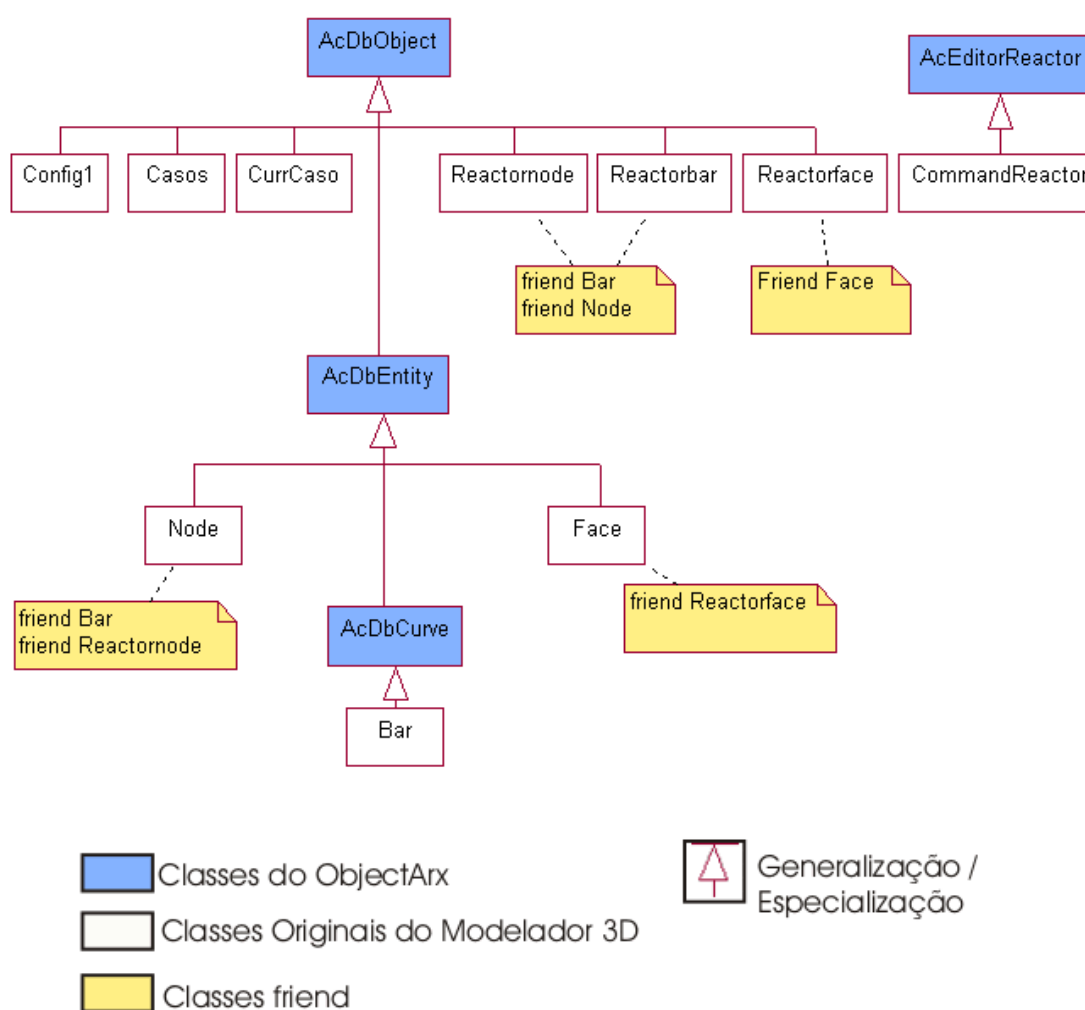 AcDbObject
AcEditorReactor
Config1
Casos
CurrCaso
Reactornode
Reactorbar
Reactorface
CommandReactor
friend Bar
friend Node
Friend Face
AcDbEntity
Node
Face
friend Bar
friend Reactornode
AcDbCurve
friend Reactorface
Bar
Classes do ObjectArx
Classes Originais do Modelador 3D
Classes friend
Generalização /
Especialização